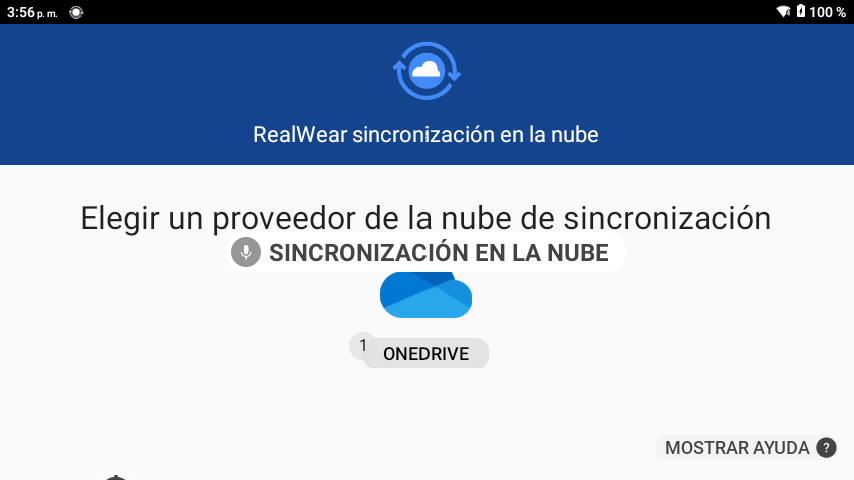 3:56 p. m.
100 %
RealWear sincronización en la nube
Elegir un proveedor de la nube de sincronización
SINCRONIZACIÓN EN LA NUBE
1
ONEDRIVE
MOSTRAR AYUDA ?